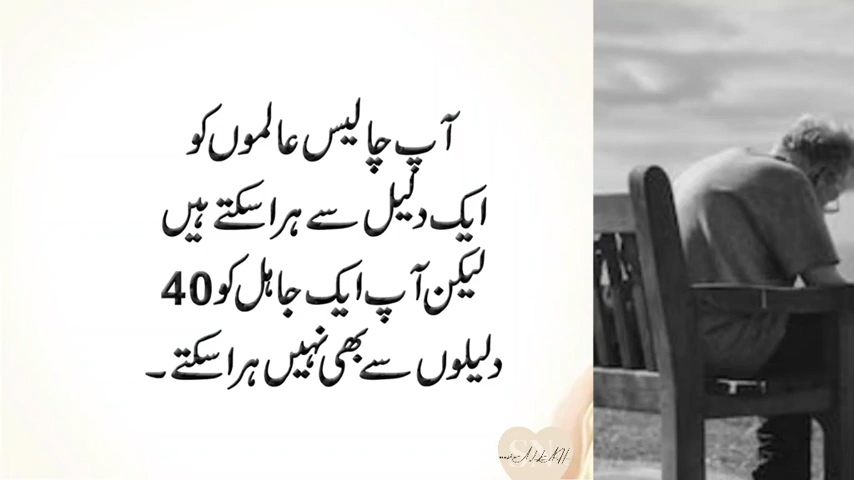 آپ چالیس عالموں کو
ایک دلیل سے ہرا سکتے ہیں
لیکن آپ ایک جاہل کو 40
دلیلوں سے بھی نہیں ہرا سکتے ۔
SN